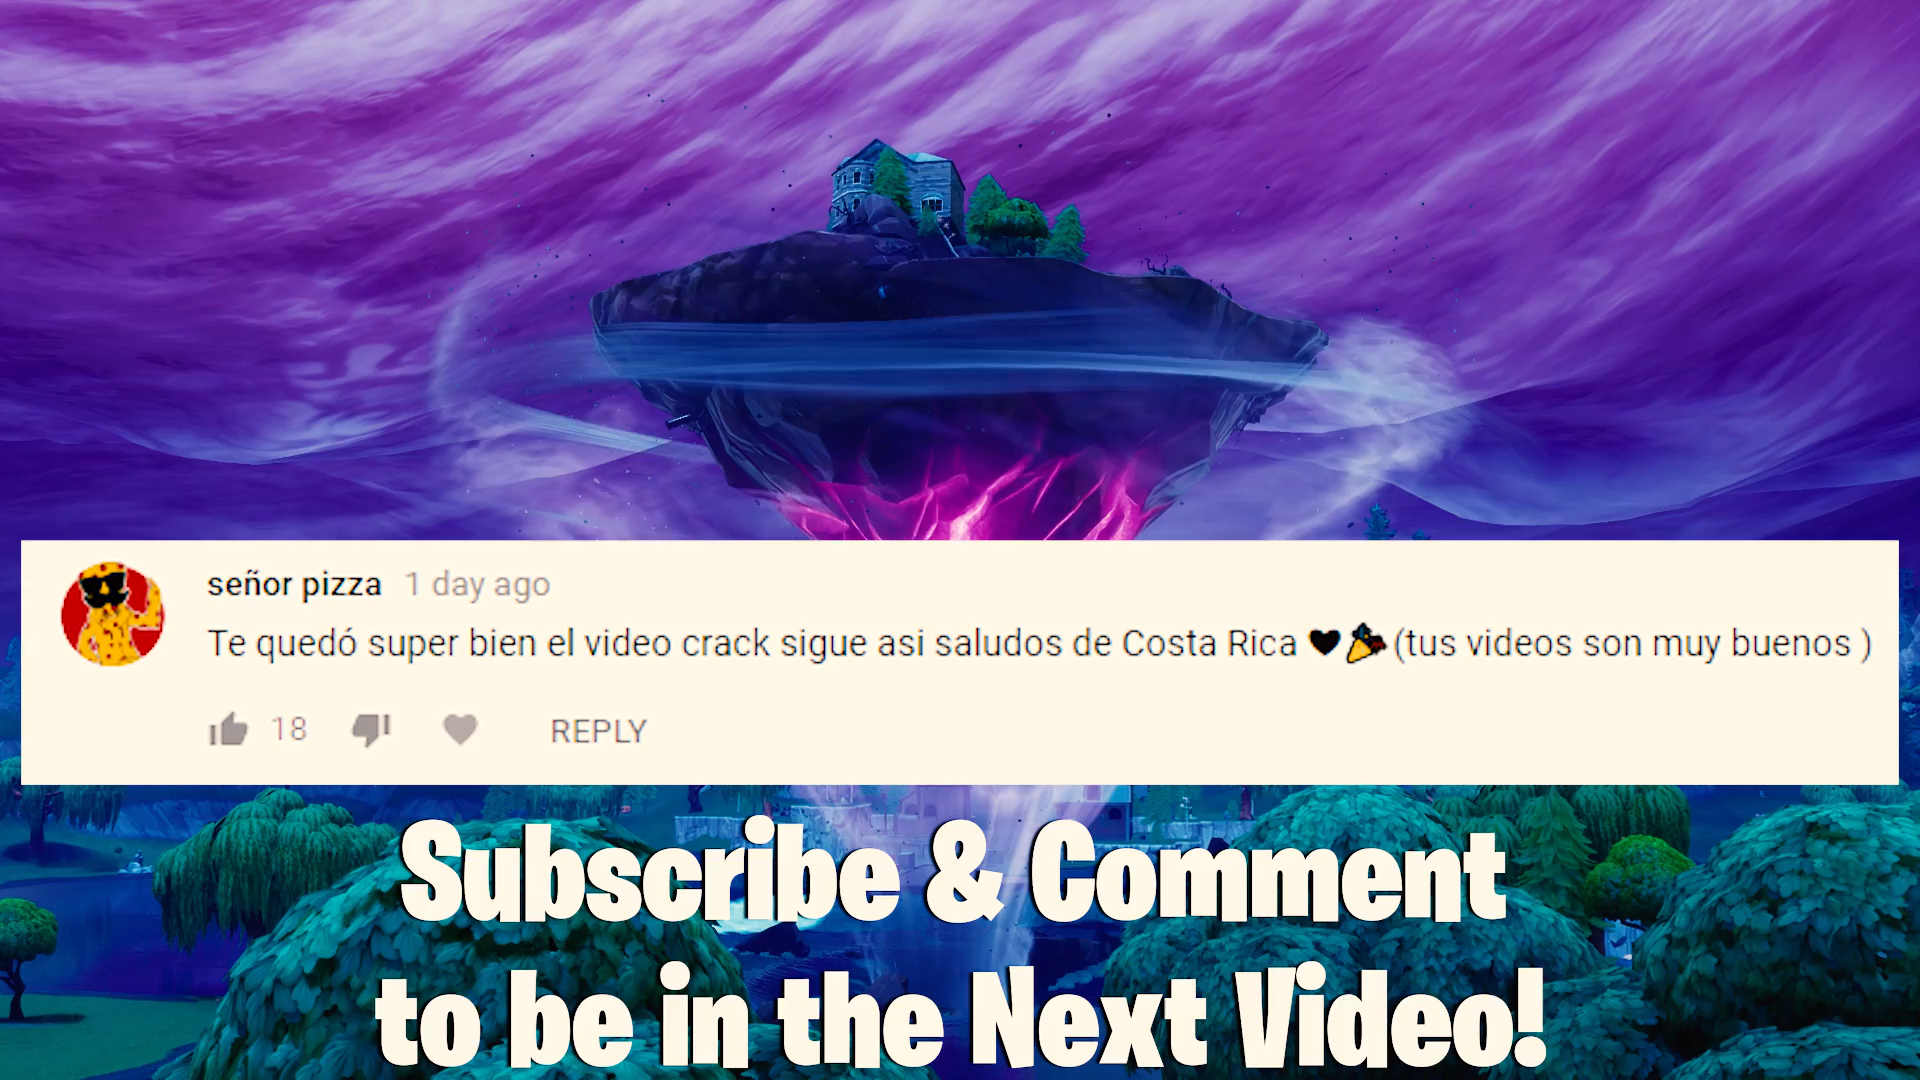 señor pizza 1 day ago
Te quedó super bien el video crack sigue asi saludos de Costa Rica 🖤🎉(tus videos son muy buenos )
18 REPLY
Subscribe & Comment
to be in the Next Video!